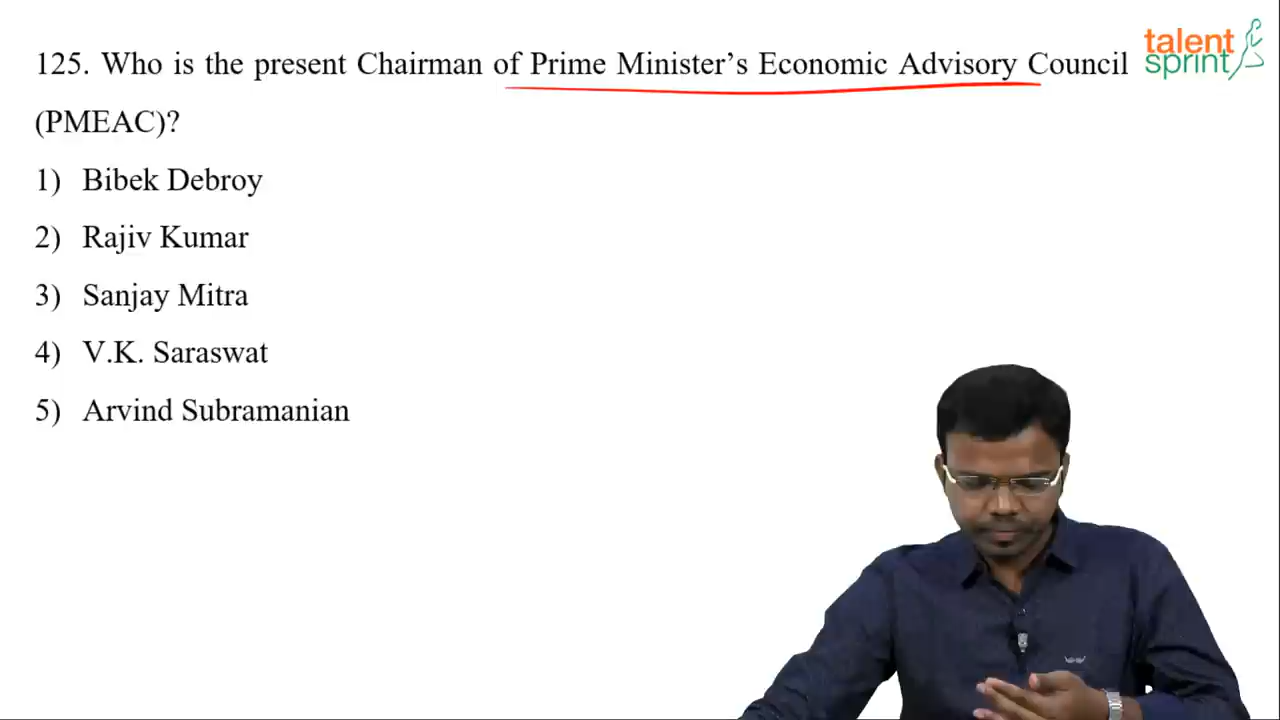 talent
sprint
125. Who is the present Chairman of Prime Minister’s Economic Advisory Council
(PMEAC)?
1) Bibek Debroy
2) Rajiv Kumar
3) Sanjay Mitra
4) V.K. Saraswat
5) Arvind Subramanian